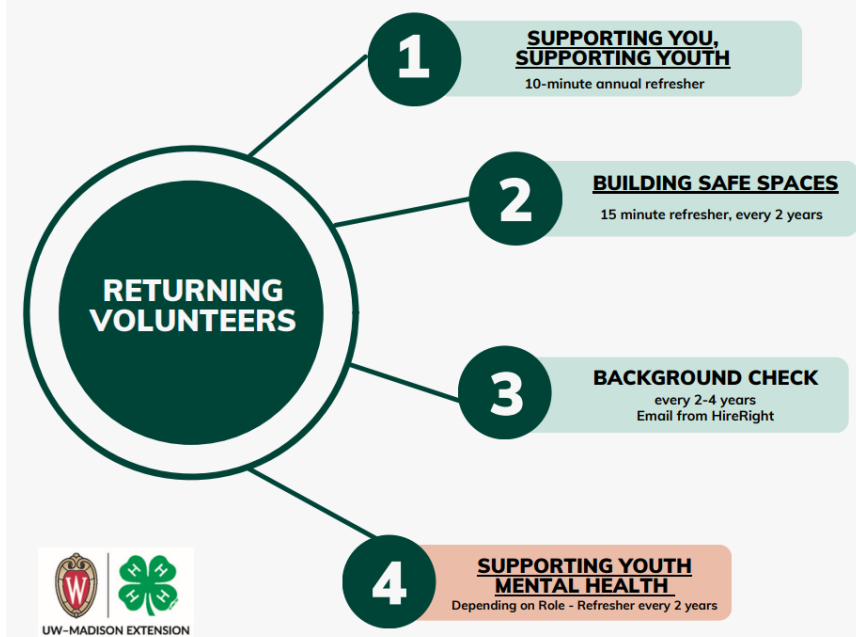 1
SUPPORTING YOU,
SUPPORTING YOUTH
10-minute annual refresher
2
BUILDING SAFE SPACES
15 minute refresher, every 2 years
RETURNING
VOLUNTEERS
3
BACKGROUND CHECK
every 2-4 years
Email from HireRight
4
SUPPORTING YOUTH
MENTAL HEALTH
Depending on Role - Refresher every 2 years
W
H H
H H
UW-MADISON EXTENSION